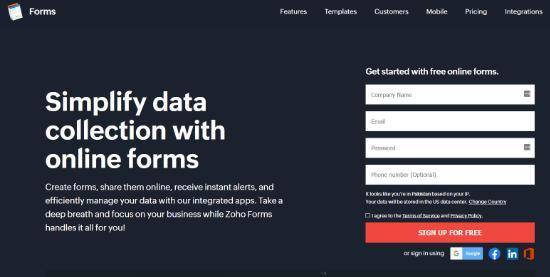 Forms
Features Templates Customers Mobile Pricing Integrations
Simplify data
collection with
online forms
Create forms, share them online, receive instant alerts, and
efficiently manage your data with our integrated apps. Take a
deep breath and focus on your business while Zoho Forms
handles it all for you!
Get started with free online forms.
Company Name
Email
Password
Phone number (Optional)
It looks like you're in Pakistan based on your IP.
Your data will be stored in the US data center. Change Country
I agree to the Terms of Service and Privacy Policy.
SIGN UP FOR FREE
or sign in using G Google f in